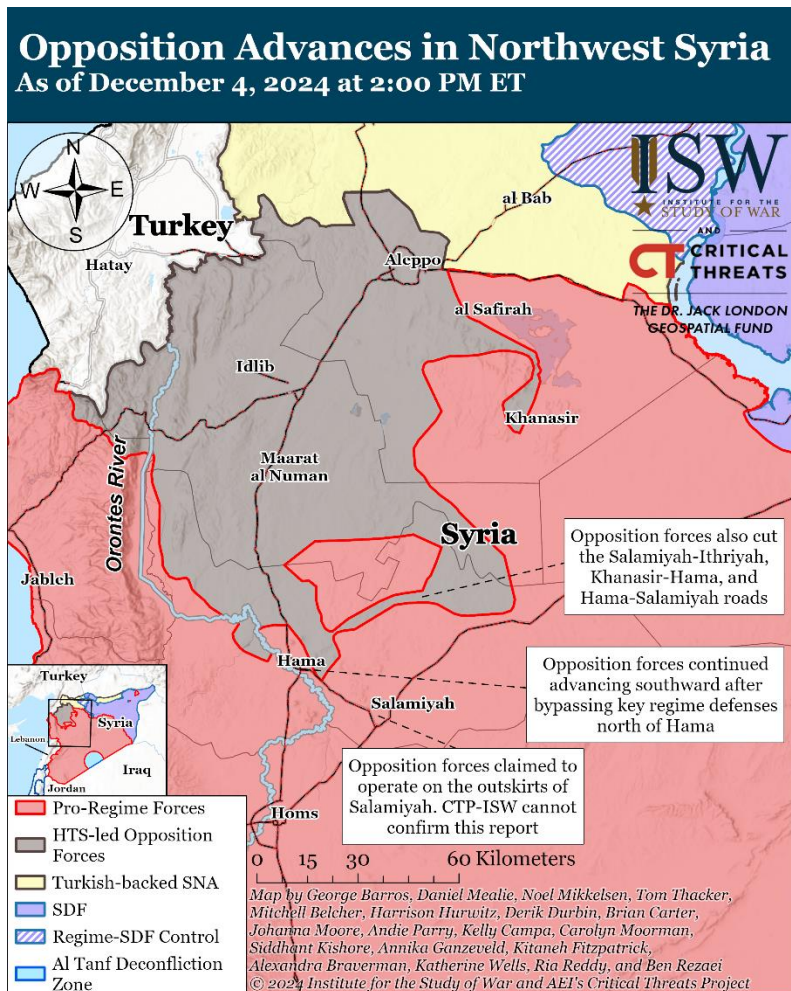 Opposition Advances in Northwest Syria
As of December 4, 2024 at 2:00 PM ET
N
W
E
S
ISW
INSTITUTE FOR THE
STUDY OF WAR
AND
CT CRITICAL
THREATS
THE DR. JACK LONDON
GEOSPATIAL FUND
Turkey
Hatay
al Bab
Aleppo
al Safirah
Idlib
Khanasir
Orontes River
Maarat
al Numan
Syria
Jableh
Opposition forces also cut
the Salamiyah-Ithriyah,
Khanasir-Hama, and
Hama-Salamiyah roads
Hama
Opposition forces continued
advancing southward after
bypassing key regime defenses
north of Hama
Salamiyah
Opposition forces claimed to
operate on the outskirts of
Salamiyah. CTP-ISW cannot
confirm this report
Homs
Turkey
Syria
Lebanon
Iraq
Jordan
Pro-Regime Forces
HTS-led Opposition
Forces
Turkish-backed SNA
SDF
Regime-SDF Control
Al Tanf Deconfliction
Zone
0 15 30 60 Kilometers
Map by George Barros, Daniel Mealie, Noel Mikkelsen, Tom Thacker,
Mitchell Belcher, Harrison Hurwitz, Derik Durbin, Brian Carter,
Johanna Moore, Andie Parry, Kelly Campa, Carolyn Moorman,
Siddhant Kishore, Annika Ganzeveld, Kitaneh Fitzpatrick,
Alexandra Braverman, Katherine Wells, Ria Reddy, and Ben Rezaei
© 2024 Institute for the Study of War and AEI's Critical Threats Project